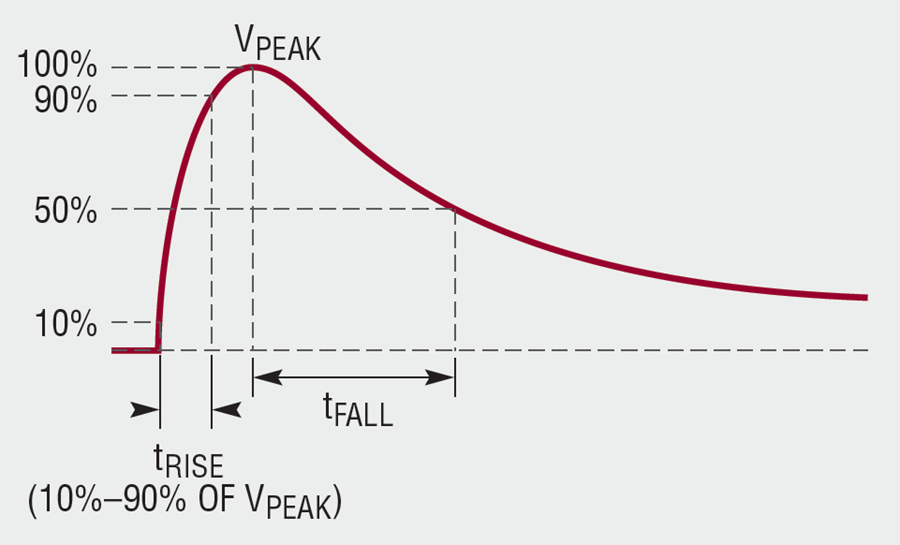 VPEAK
100%
90%
50%
10%
tFALL
tRISE
(10%–90% OF VPEAK)